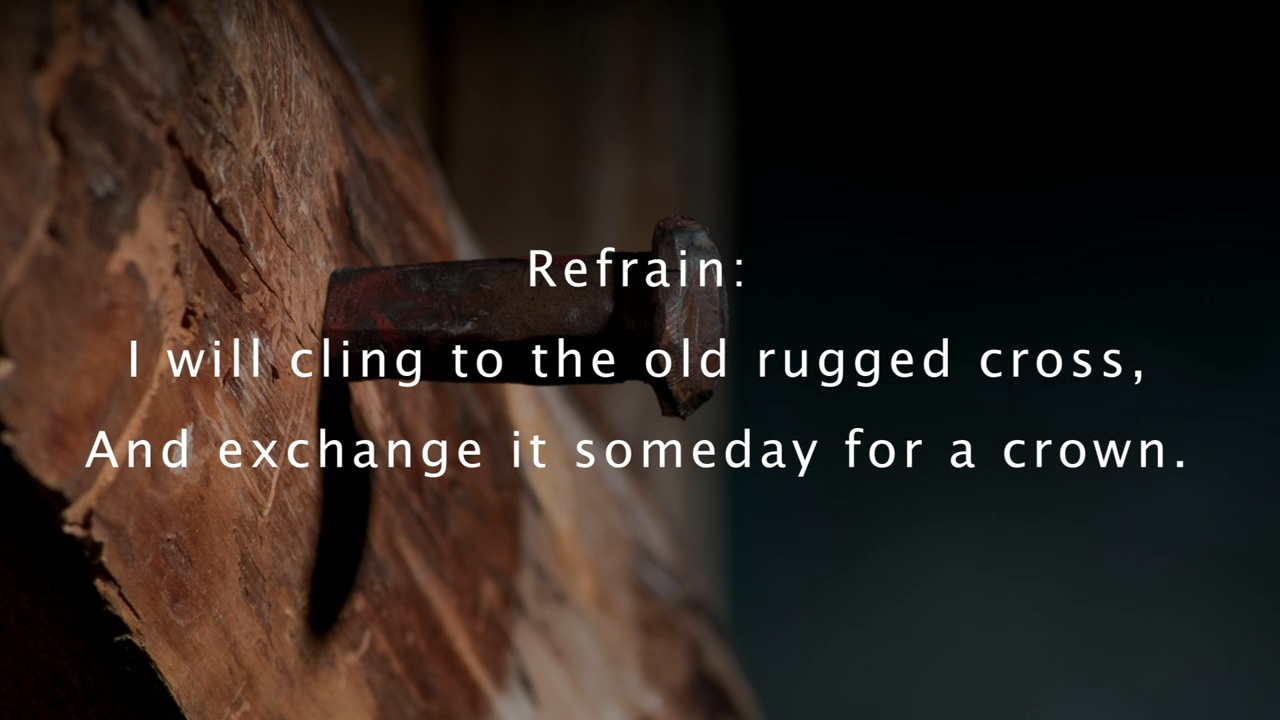 Refrain:
I will cling to the old rugged cross,
And exchange it someday for a crown.